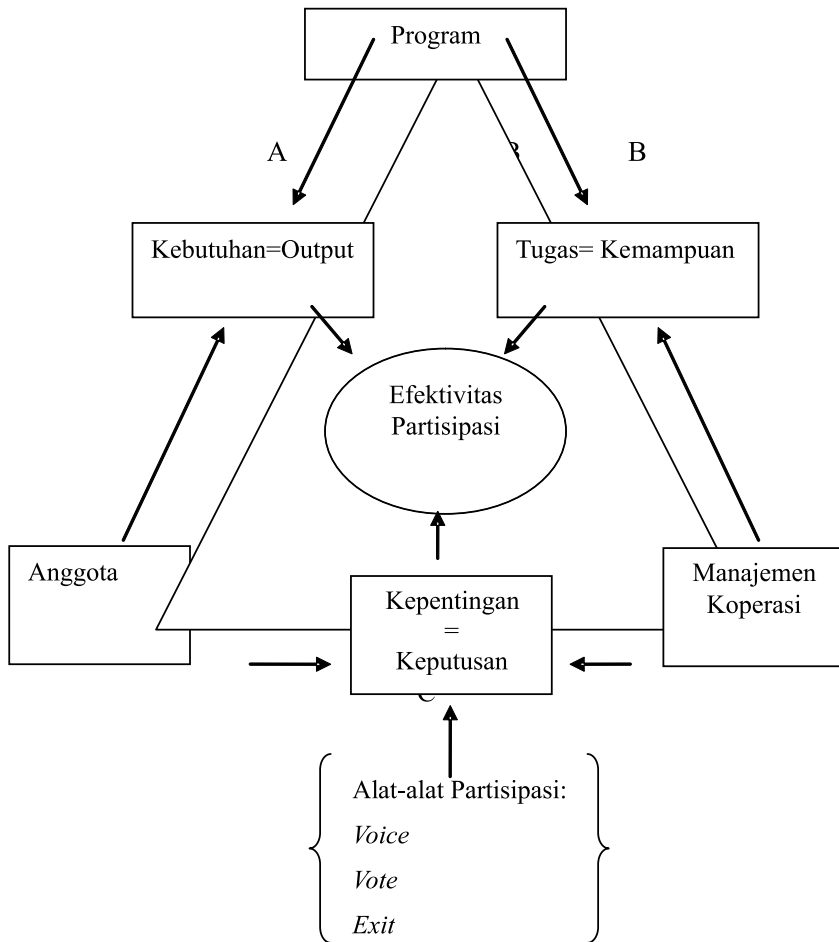 Program
A
B
Kebutuhan=Output
Tugas= Kemampuan
Efektivitas
Partisipasi
Anggota
Manajemen
Koperasi
Kepentingan
=
Keputusan
C
Alat-alat Partisipasi:
Voice
Vote
Exit